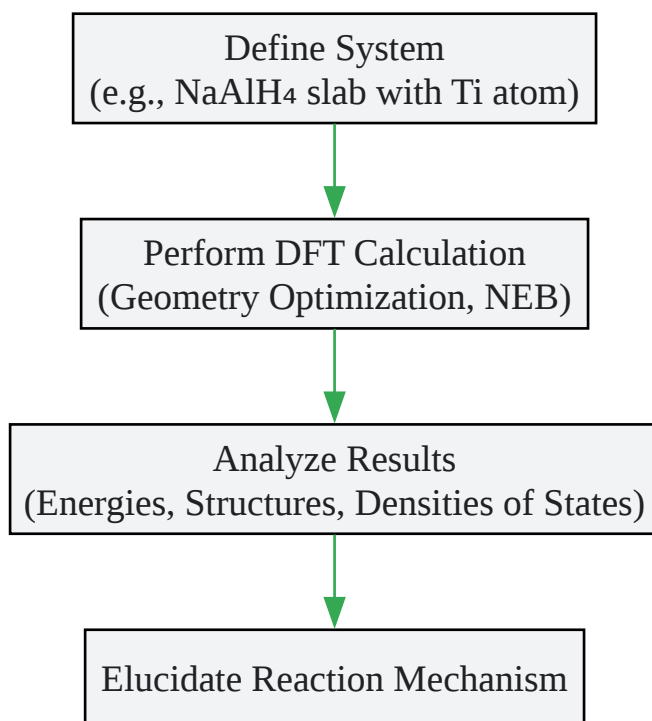 Define System
(e.g., NaAlH₄ slab with Ti atom)
Perform DFT Calculation
(Geometry Optimization, NEB)
Analyze Results
(Energies, Structures, Densities of States)
Elucidate Reaction Mechanism